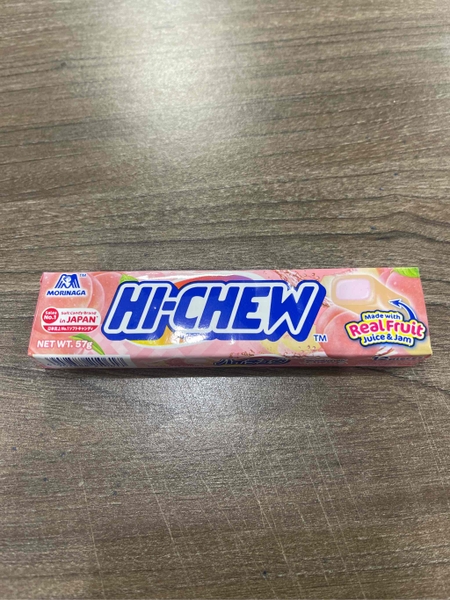 MORINAGA
TM
Sales
No.1
Soft Candy Brand
in JAPAN
NET WT. 57g
HI-CHEW
TM
Made with
Real Fruit
Juice & Jam